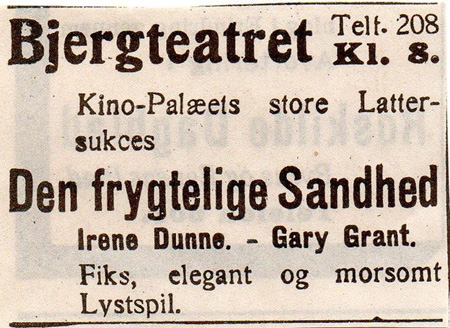 Bjergteatret Telf. 208
Kl. 8.
Kino-Palæets store Latter-
sukces
Den frygtelige Sandhed
Irene Dunne. - Gary Grant.
Fiks, elegant og morsomt
Lystspil.